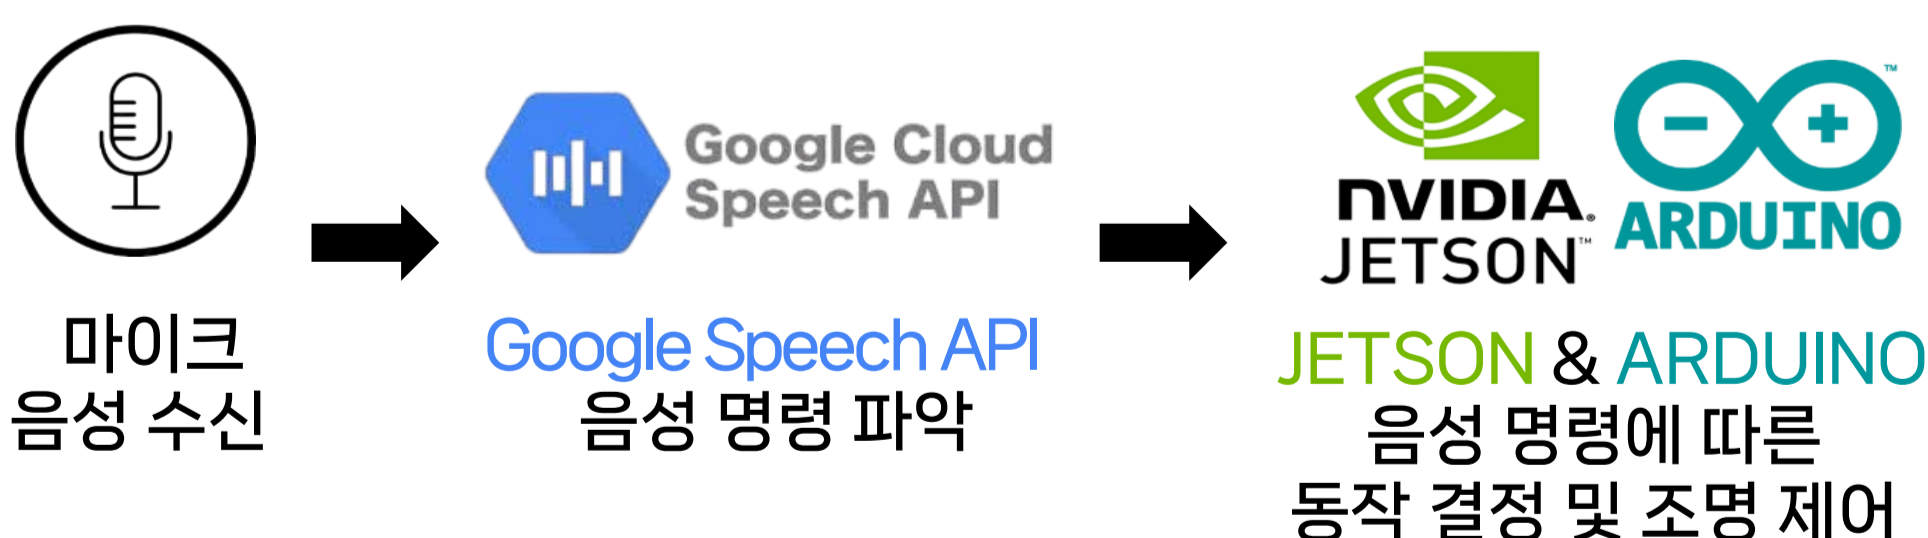 마이크
음성 수신
Google Cloud
Speech API
Google Speech API
음성 명령 파악
NVIDIA.
JETSON™
ARDUINO
TM
JETSON & ARDUINO
음성 명령에 따른
동작 결정 및 조명 제어